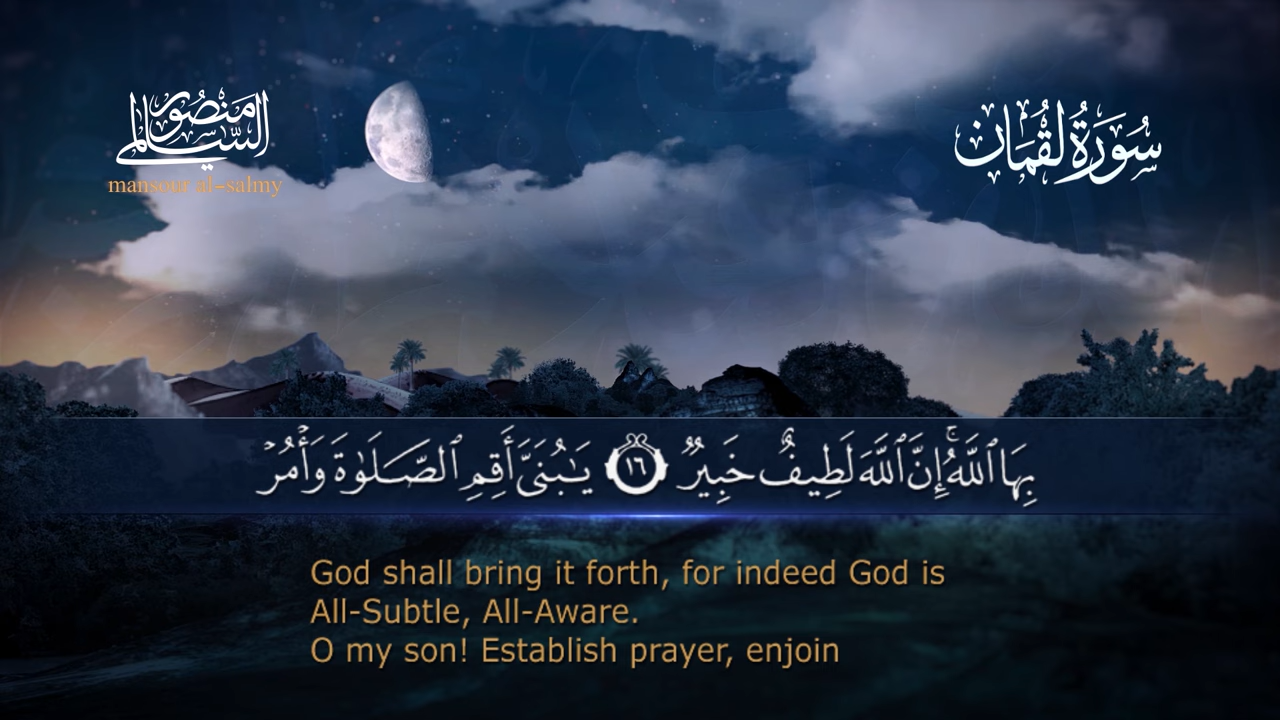 منصور السالمي
mansour al-salmy
سُورَةُ لُقْمَان
بِهَا ٱللَّهُۚ إِنَّ ٱللَّهَ لَطِيفٌ خَبِيرٌ ١٦ يَـٰبُنَىَّ أَقِمِ ٱلصَّلَوٰةَ وَأْمُرْ
God shall bring it forth, for indeed God is
All-Subtle, All-Aware.
O my son! Establish prayer, enjoin